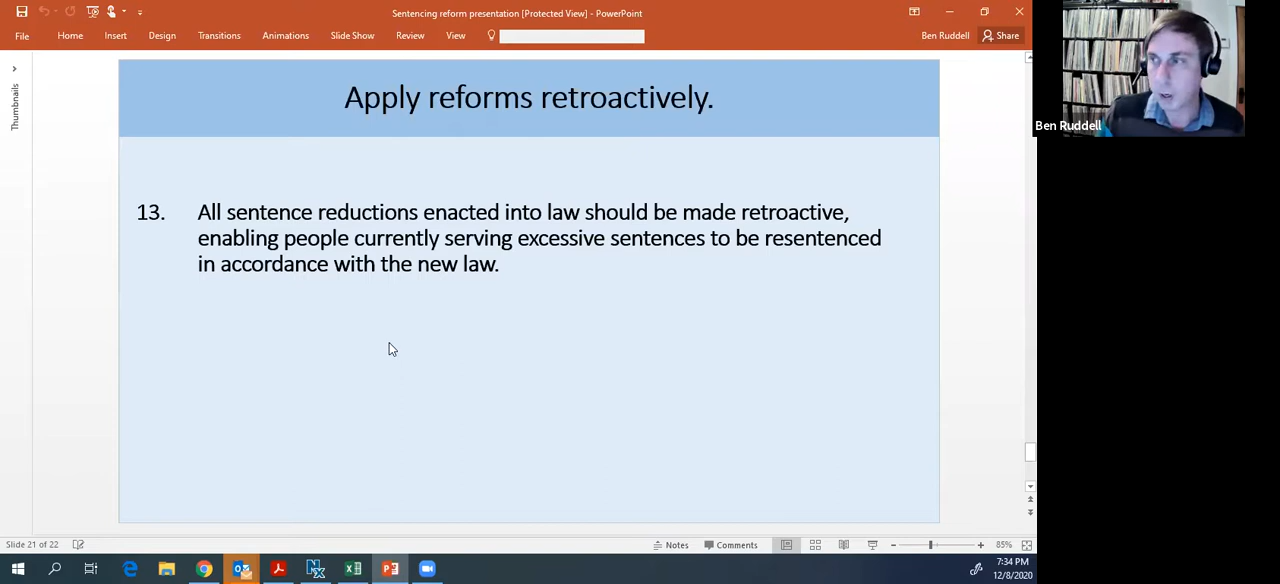 Sentencing reform presentation [Protected View] - PowerPoint
File Home Insert Design Transitions Animations Slide Show Review View
Ben Ruddell Share
Thumbnails
Apply reforms retroactively.
13. All sentence reductions enacted into law should be made retroactive,
enabling people currently serving excessive sentences to be resentenced
in accordance with the new law.
Ben Ruddell
Slide 21 of 22 Notes Comments 85%
7:34 PM
12/8/2020